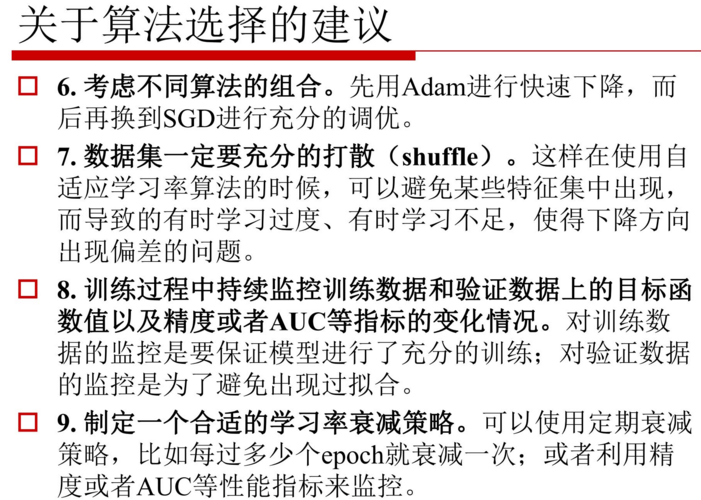 关于算法选择的建议
6. 考虑不同算法的组合。先用Adam进行快速下降，而
后再换到SGD进行充分的调优。
7. 数据集一定要充分的打散（shuffle）。这样在使用自
适应学习率算法的时候，可以避免某些特征集中出现，
而导致的有时学习过度、有时学习不足，使得下降方向
出现偏差的问题。
8. 训练过程中持续监控训练数据和验证数据上的目标函
数值以及精度或者AUC等指标的变化情况。对训练数
据的监控是要保证模型进行了充分的训练；对验证数据
的监控是为了避免出现过拟合。
9. 制定一个合适的学习率衰减策略。可以使用定期衰减
策略，比如每过多少个epoch就衰减一次；或者利用精
度或者AUC等性能指标来监控。